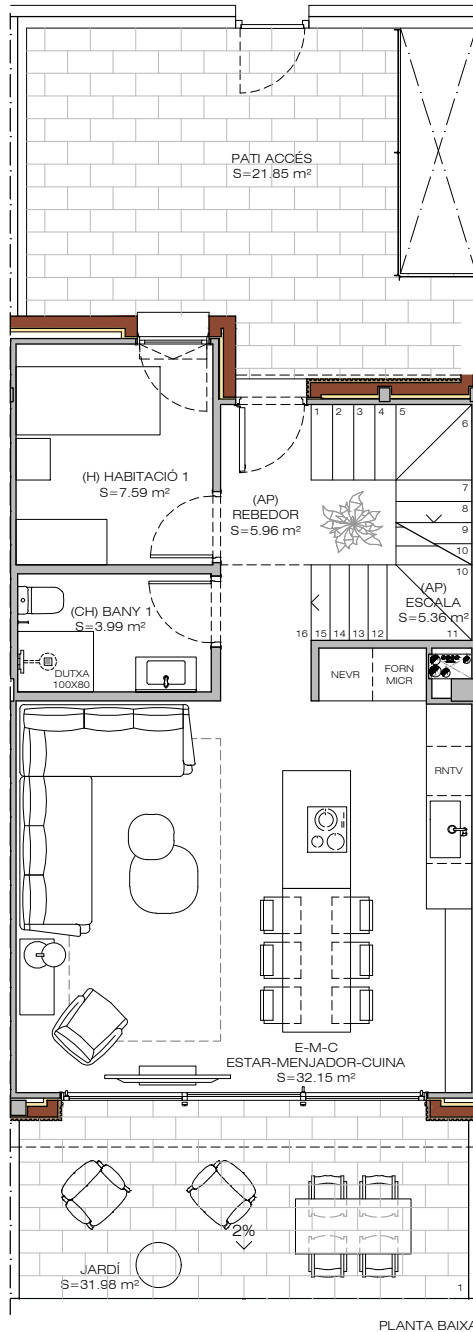 PATI ACCÉS
S=21.85 m²
1 2 3 4 5
6
(H) HABITACIÓ 1
S=7.59 m²
(AP)
REBEDOR
S=5.96 m²
7
8
9
10
10
(AP)
ESCALA
S=5.36 m²
(CH) BANY 1
S=3.99 m²
16 15 14 13 12
11
DUTXA
100X80
NEVR
FORN
MICR
RNTV
E-M-C
ESTAR-MENJADOR-CUINA
S=32.15 m²
2%
JARDÍ
S=31.98 m²
1
PLANTA BAIXA